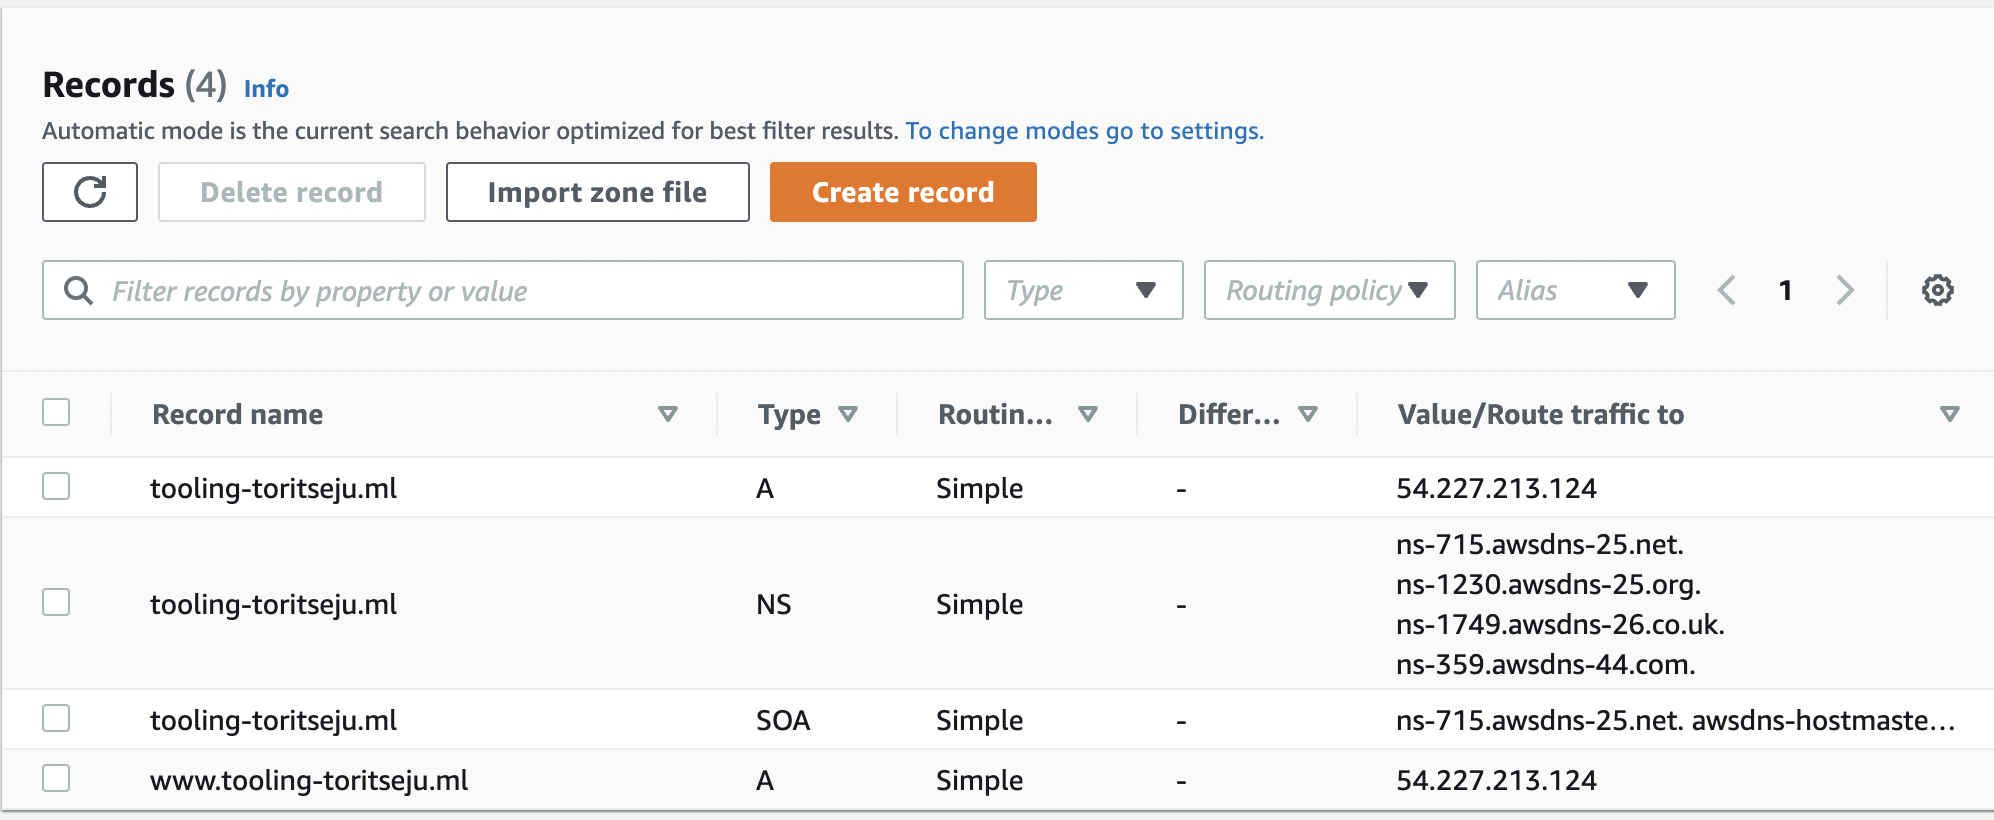 Records (4) Info
Automatic mode is the current search behavior optimized for best filter results. To change modes go to settings.
Delete record Import zone file Create record
Filter records by property or value Type Routing policy Alias 1
Record name Type Routin... Differ... Value/Route traffic to
tooling-toritseju.ml A Simple - 54.227.213.124
ns-715.awsdns-25.net.
ns-1230.awsdns-25.org.
tooling-toritseju.ml NS Simple -
ns-1749.awsdns-26.co.uk.
ns-359.awsdns-44.com.
tooling-toritseju.ml SOA Simple - ns-715.awsdns-25.net. awsdns-hostmaste...
www.tooling-toritseju.ml A Simple - 54.227.213.124